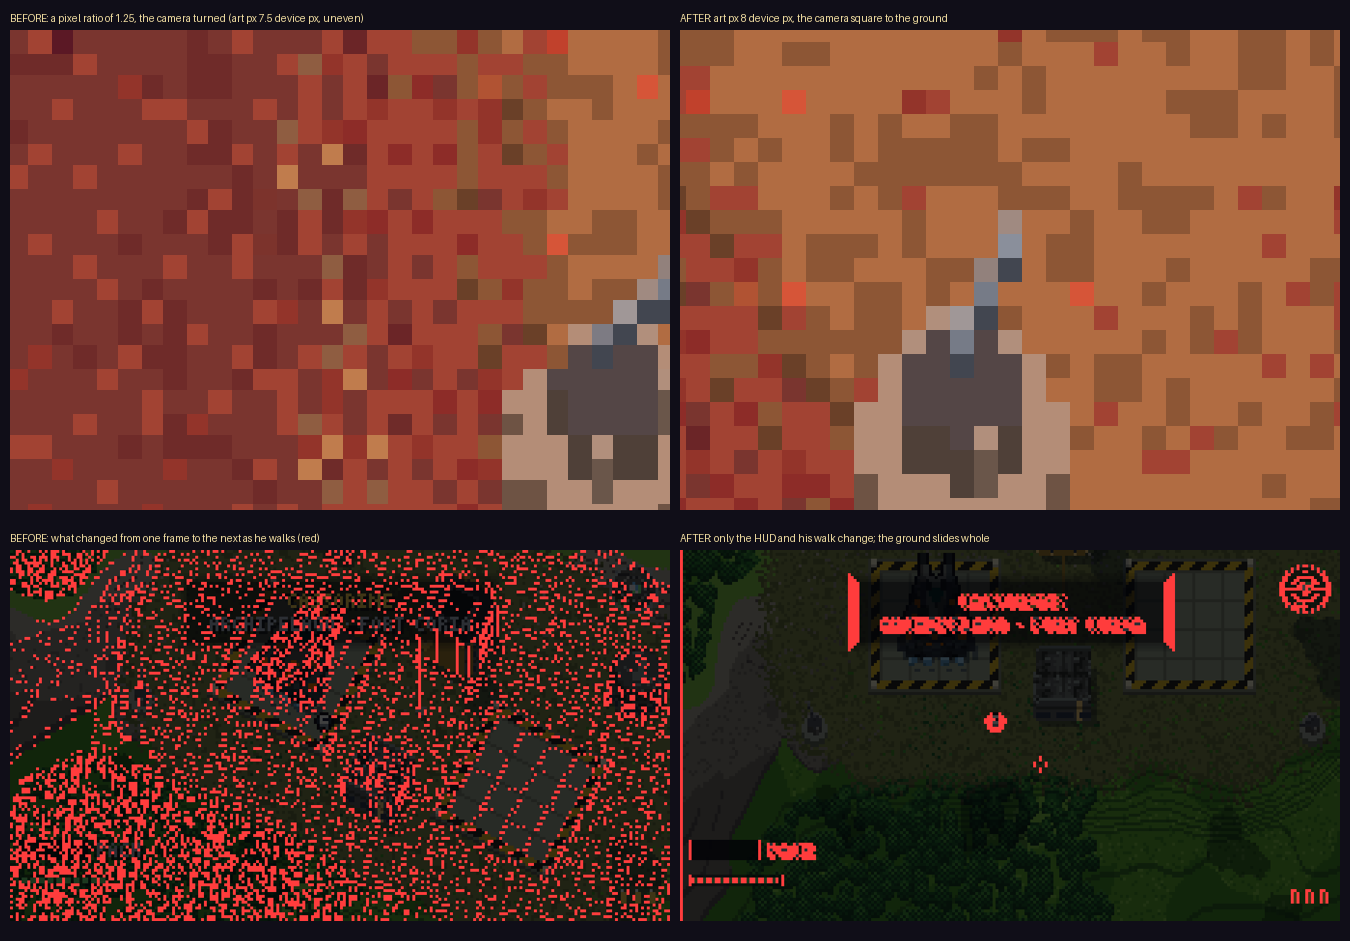 BEFORE: a pixel ratio of 1.25, the camera turned (art px 7.5 device px, uneven)
AFTER: art px 8 device px, the camera square to the ground
BEFORE: what changed from one frame to the next as he walks (red)
AFTER: only the HUD and his walk change; the ground slides whole